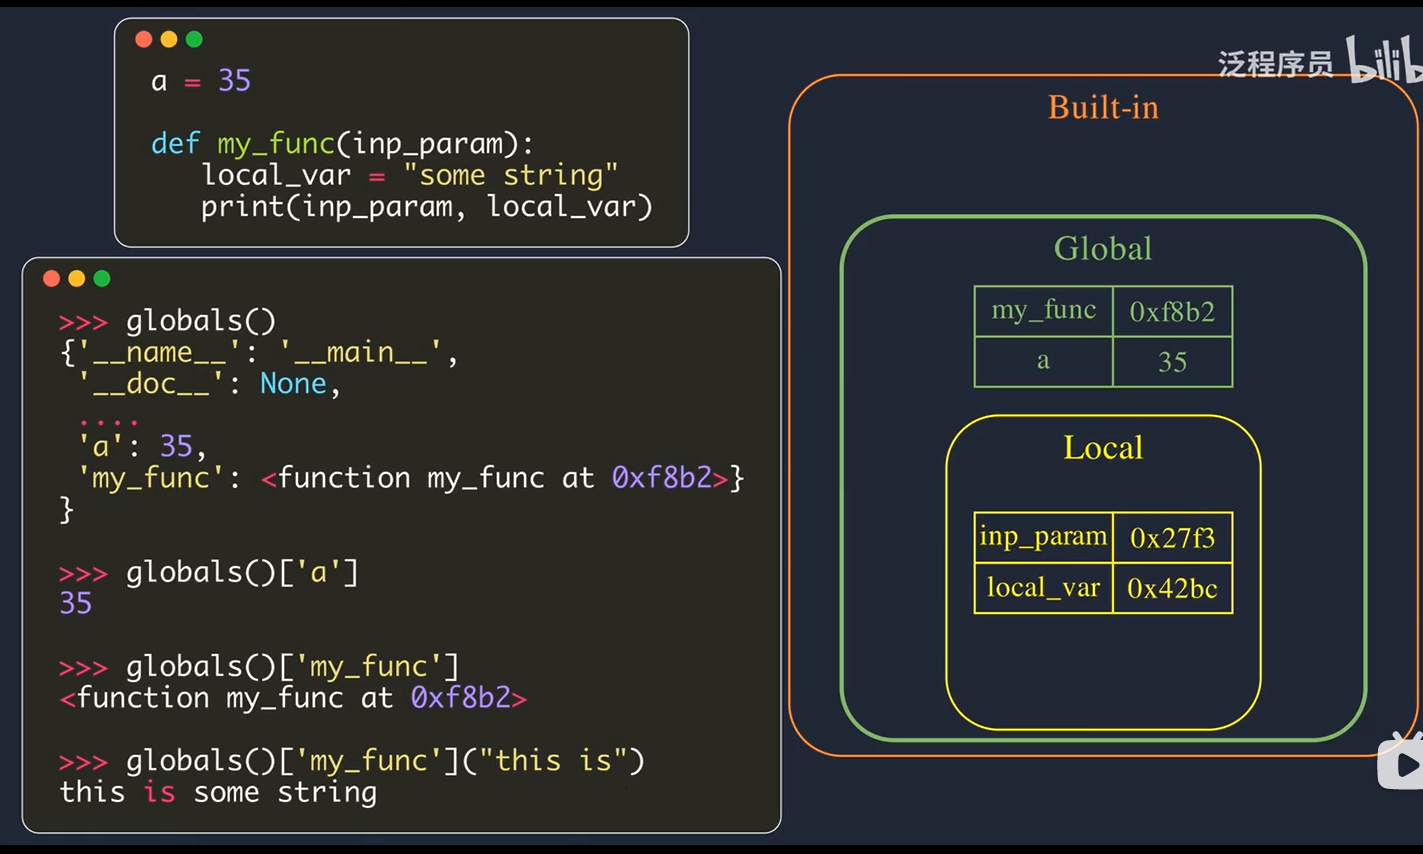 a = 35
def my_func(inp_param):
local_var = "some string"
print(inp_param, local_var)
>>> globals()
{'__name__': '__main__',
'__doc__': None,
....
'a': 35,
'my_func': <function my_func at 0xf8b2>}
}
>>> globals()['a']
35
>>> globals()['my_func']
<function my_func at 0xf8b2>
>>> globals()['my_func']("this is")
this is some string
泛程序员 bilib
Built-in
Global
my_func 0xf8b2
a 35
Local
inp_param 0x27f3
local_var 0x42bc